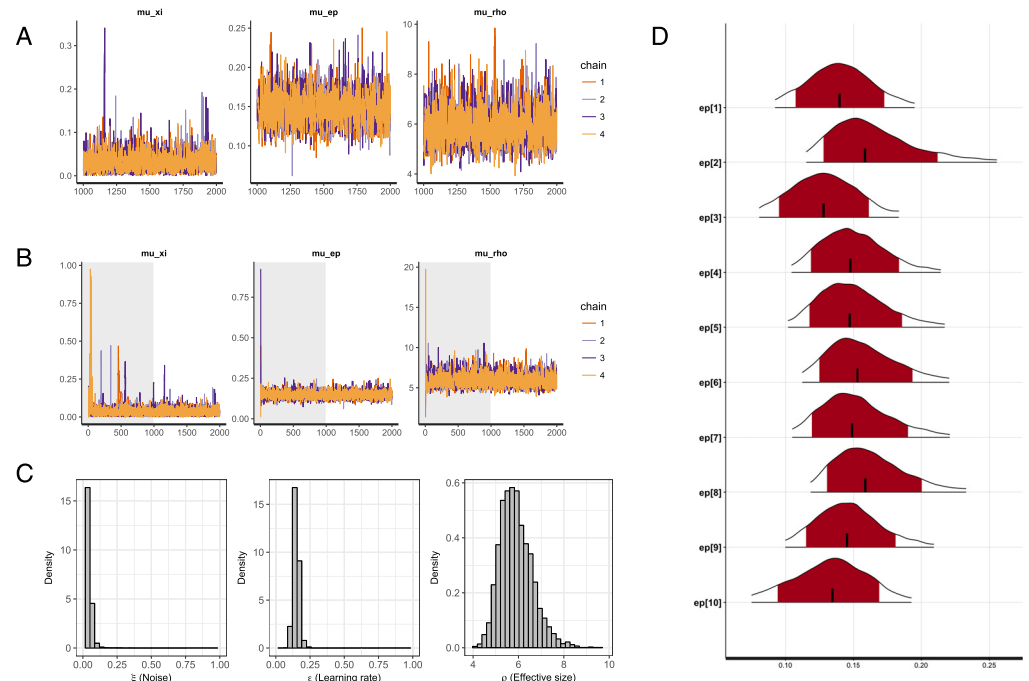 A
mu_xi
mu_ep
mu_rho
0.3
0.2
0.1
0.0
1000 1250 1500 1750 2000
0.25
0.20
0.15
0.10
1000 1250 1500 1750 2000
10
8
6
4
1000 1250 1500 1750 2000
chain
1
2
3
4
B
mu_xi
mu_ep
mu_rho
1.00
0.75
0.50
0.25
0.00
0 500 1000 1500 2000
0.75
0.50
0.25
0.00
0 500 1000 1500 2000
20
15
10
5
0 500 1000 1500 2000
chain
1
2
3
4
C
Density
15
10
5
0
0.00 0.25 0.50 0.75 1.00
ξ (Noise)
Density
15
10
5
0
0.00 0.25 0.50 0.75 1.00
ε (Learning rate)
Density
0.6
0.4
0.2
0.0
4 6 8 10
ρ (Effective size)
D
ep[1]
ep[2]
ep[3]
ep[4]
ep[5]
ep[6]
ep[7]
ep[8]
ep[9]
ep[10]
0.10 0.15 0.20 0.25